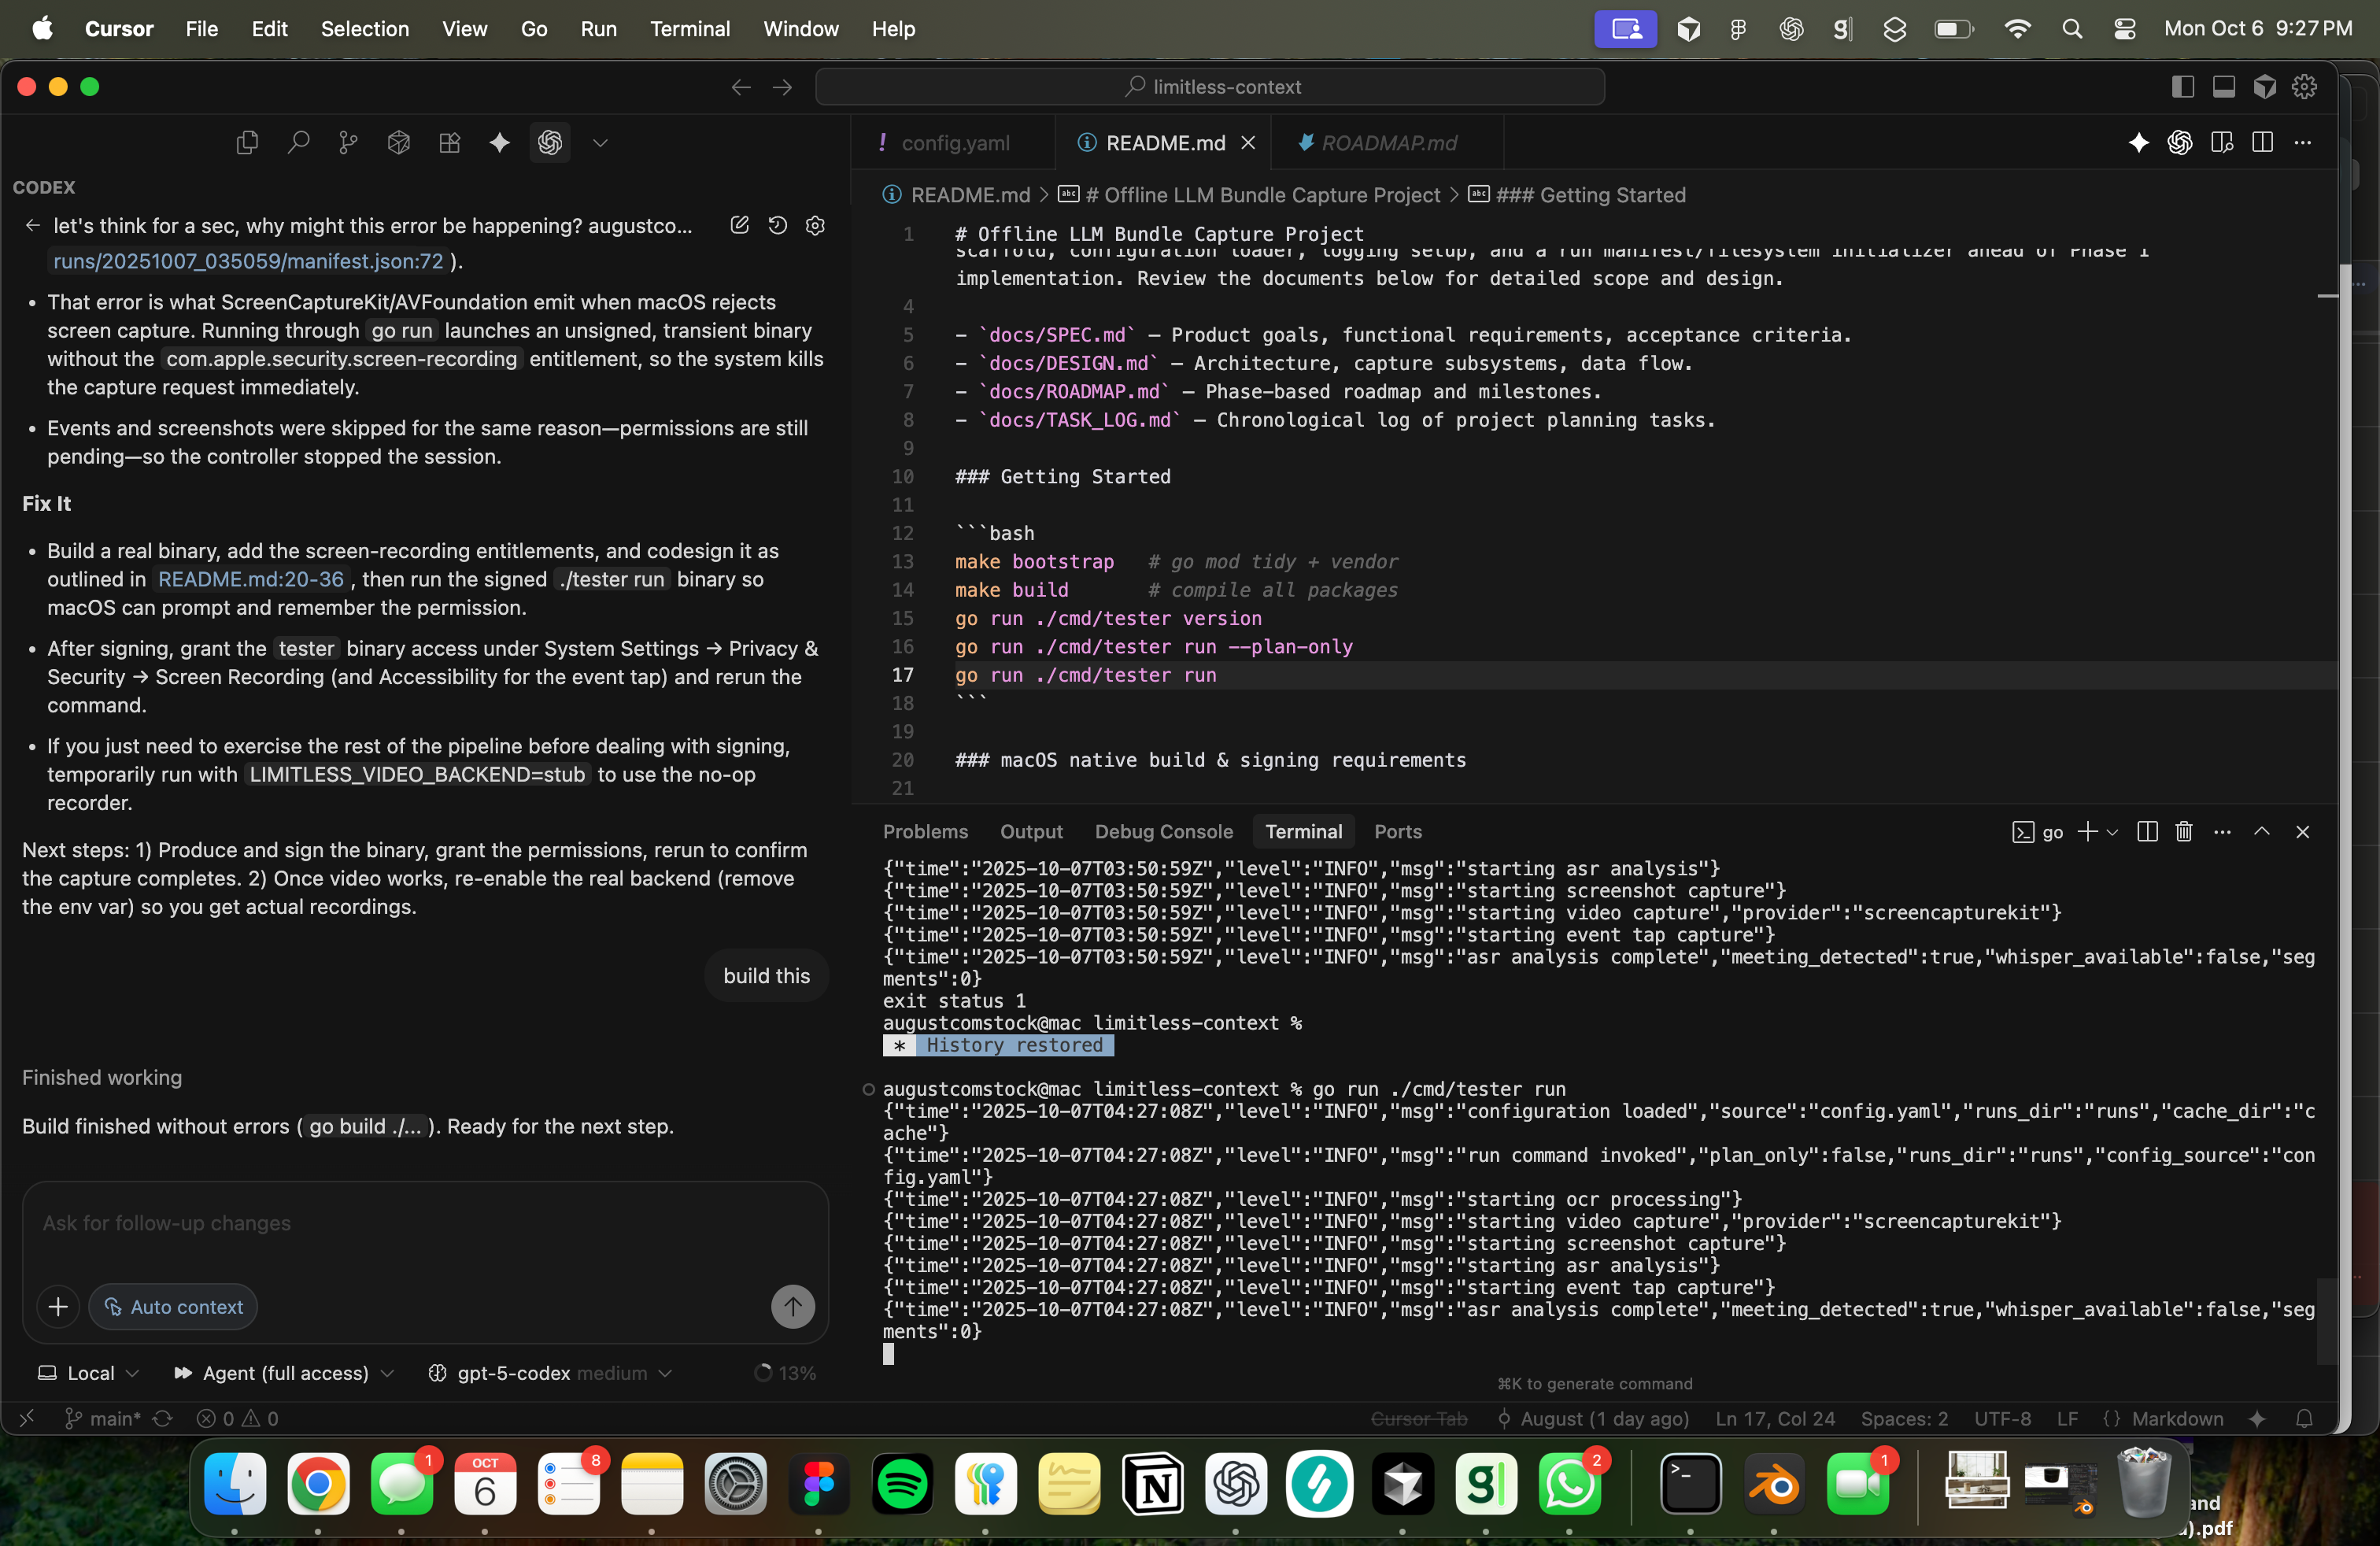 Cursor File Edit Selection View Go Run Terminal Window Help
Mon Oct 6 9:27 PM
limitless-context
CODEX
let's think for a sec, why might this error be happening? augustco...
runs/20251007_035059/manifest.json:72 ).
• That error is what ScreenCaptureKit/AVFoundation emit when macOS rejects
screen capture. Running through go run launches an unsigned, transient binary
without the com.apple.security.screen-recording entitlement, so the system kills
the capture request immediately.
• Events and screenshots were skipped for the same reason—permissions are still
pending—so the controller stopped the session.
Fix It
• Build a real binary, add the screen-recording entitlements, and codesign it as
outlined in README.md:20-36 , then run the signed ./tester run binary so
macOS can prompt and remember the permission.
• After signing, grant the tester binary access under System Settings → Privacy &
Security → Screen Recording (and Accessibility for the event tap) and rerun the
command.
• If you just need to exercise the rest of the pipeline before dealing with signing,
temporarily run with LIMITLESS_VIDEO_BACKEND=stub to use the no-op
recorder.
Next steps: 1) Produce and sign the binary, grant the permissions, rerun to confirm
the capture completes. 2) Once video works, re-enable the real backend (remove
the env var) so you get actual recordings.
build this
Finished working
Build finished without errors ( go build ./... ). Ready for the next step.
Ask for follow-up changes
Auto context
Local Agent (full access) gpt-5-codex medium 13%
config.yaml README.md ROADMAP.md
README.md > # Offline LLM Bundle Capture Project > ### Getting Started
1 # Offline LLM Bundle Capture Project
scaffold, configuration loader, logging setup, and a run manifest/filesystem initializer ahead of Phase 1
implementation. Review the documents below for detailed scope and design.
4
5 - `docs/SPEC.md` — Product goals, functional requirements, acceptance criteria.
6 - `docs/DESIGN.md` — Architecture, capture subsystems, data flow.
7 - `docs/ROADMAP.md` — Phase-based roadmap and milestones.
8 - `docs/TASK_LOG.md` — Chronological log of project planning tasks.
9
10 ### Getting Started
11
12 ```bash
13 make bootstrap # go mod tidy + vendor
14 make build # compile all packages
15 go run ./cmd/tester version
16 go run ./cmd/tester run --plan-only
17 go run ./cmd/tester run
18 ```
19
20 ### macOS native build & signing requirements
21
Problems Output Debug Console Terminal Ports
go
{"time":"2025-10-07T03:50:59Z","level":"INFO","msg":"starting asr analysis"}
{"time":"2025-10-07T03:50:59Z","level":"INFO","msg":"starting screenshot capture"}
{"time":"2025-10-07T03:50:59Z","level":"INFO","msg":"starting video capture","provider":"screencapturekit"}
{"time":"2025-10-07T03:50:59Z","level":"INFO","msg":"starting event tap capture"}
{"time":"2025-10-07T03:50:59Z","level":"INFO","msg":"asr analysis complete","meeting_detected":true,"whisper_available":false,"seg
ments":0}
exit status 1
augustcomstock@mac limitless-context %
* History restored
augustcomstock@mac limitless-context % go run ./cmd/tester run
{"time":"2025-10-07T04:27:08Z","level":"INFO","msg":"configuration loaded","source":"config.yaml","runs_dir":"runs","cache_dir":"c
ache"}
{"time":"2025-10-07T04:27:08Z","level":"INFO","msg":"run command invoked","plan_only":false,"runs_dir":"runs","config_source":"con
fig.yaml"}
{"time":"2025-10-07T04:27:08Z","level":"INFO","msg":"starting ocr processing"}
{"time":"2025-10-07T04:27:08Z","level":"INFO","msg":"starting video capture","provider":"screencapturekit"}
{"time":"2025-10-07T04:27:08Z","level":"INFO","msg":"starting screenshot capture"}
{"time":"2025-10-07T04:27:08Z","level":"INFO","msg":"starting asr analysis"}
{"time":"2025-10-07T04:27:08Z","level":"INFO","msg":"starting event tap capture"}
{"time":"2025-10-07T04:27:08Z","level":"INFO","msg":"asr analysis complete","meeting_detected":true,"whisper_available":false,"seg
ments":0}
⌘K to generate command
main* 0 0
Cursor Tab August (1 day ago) Ln 17, Col 24 Spaces: 2 UTF-8 LF {} Markdown
1 OCT 6 8 2 1
and
).pdf